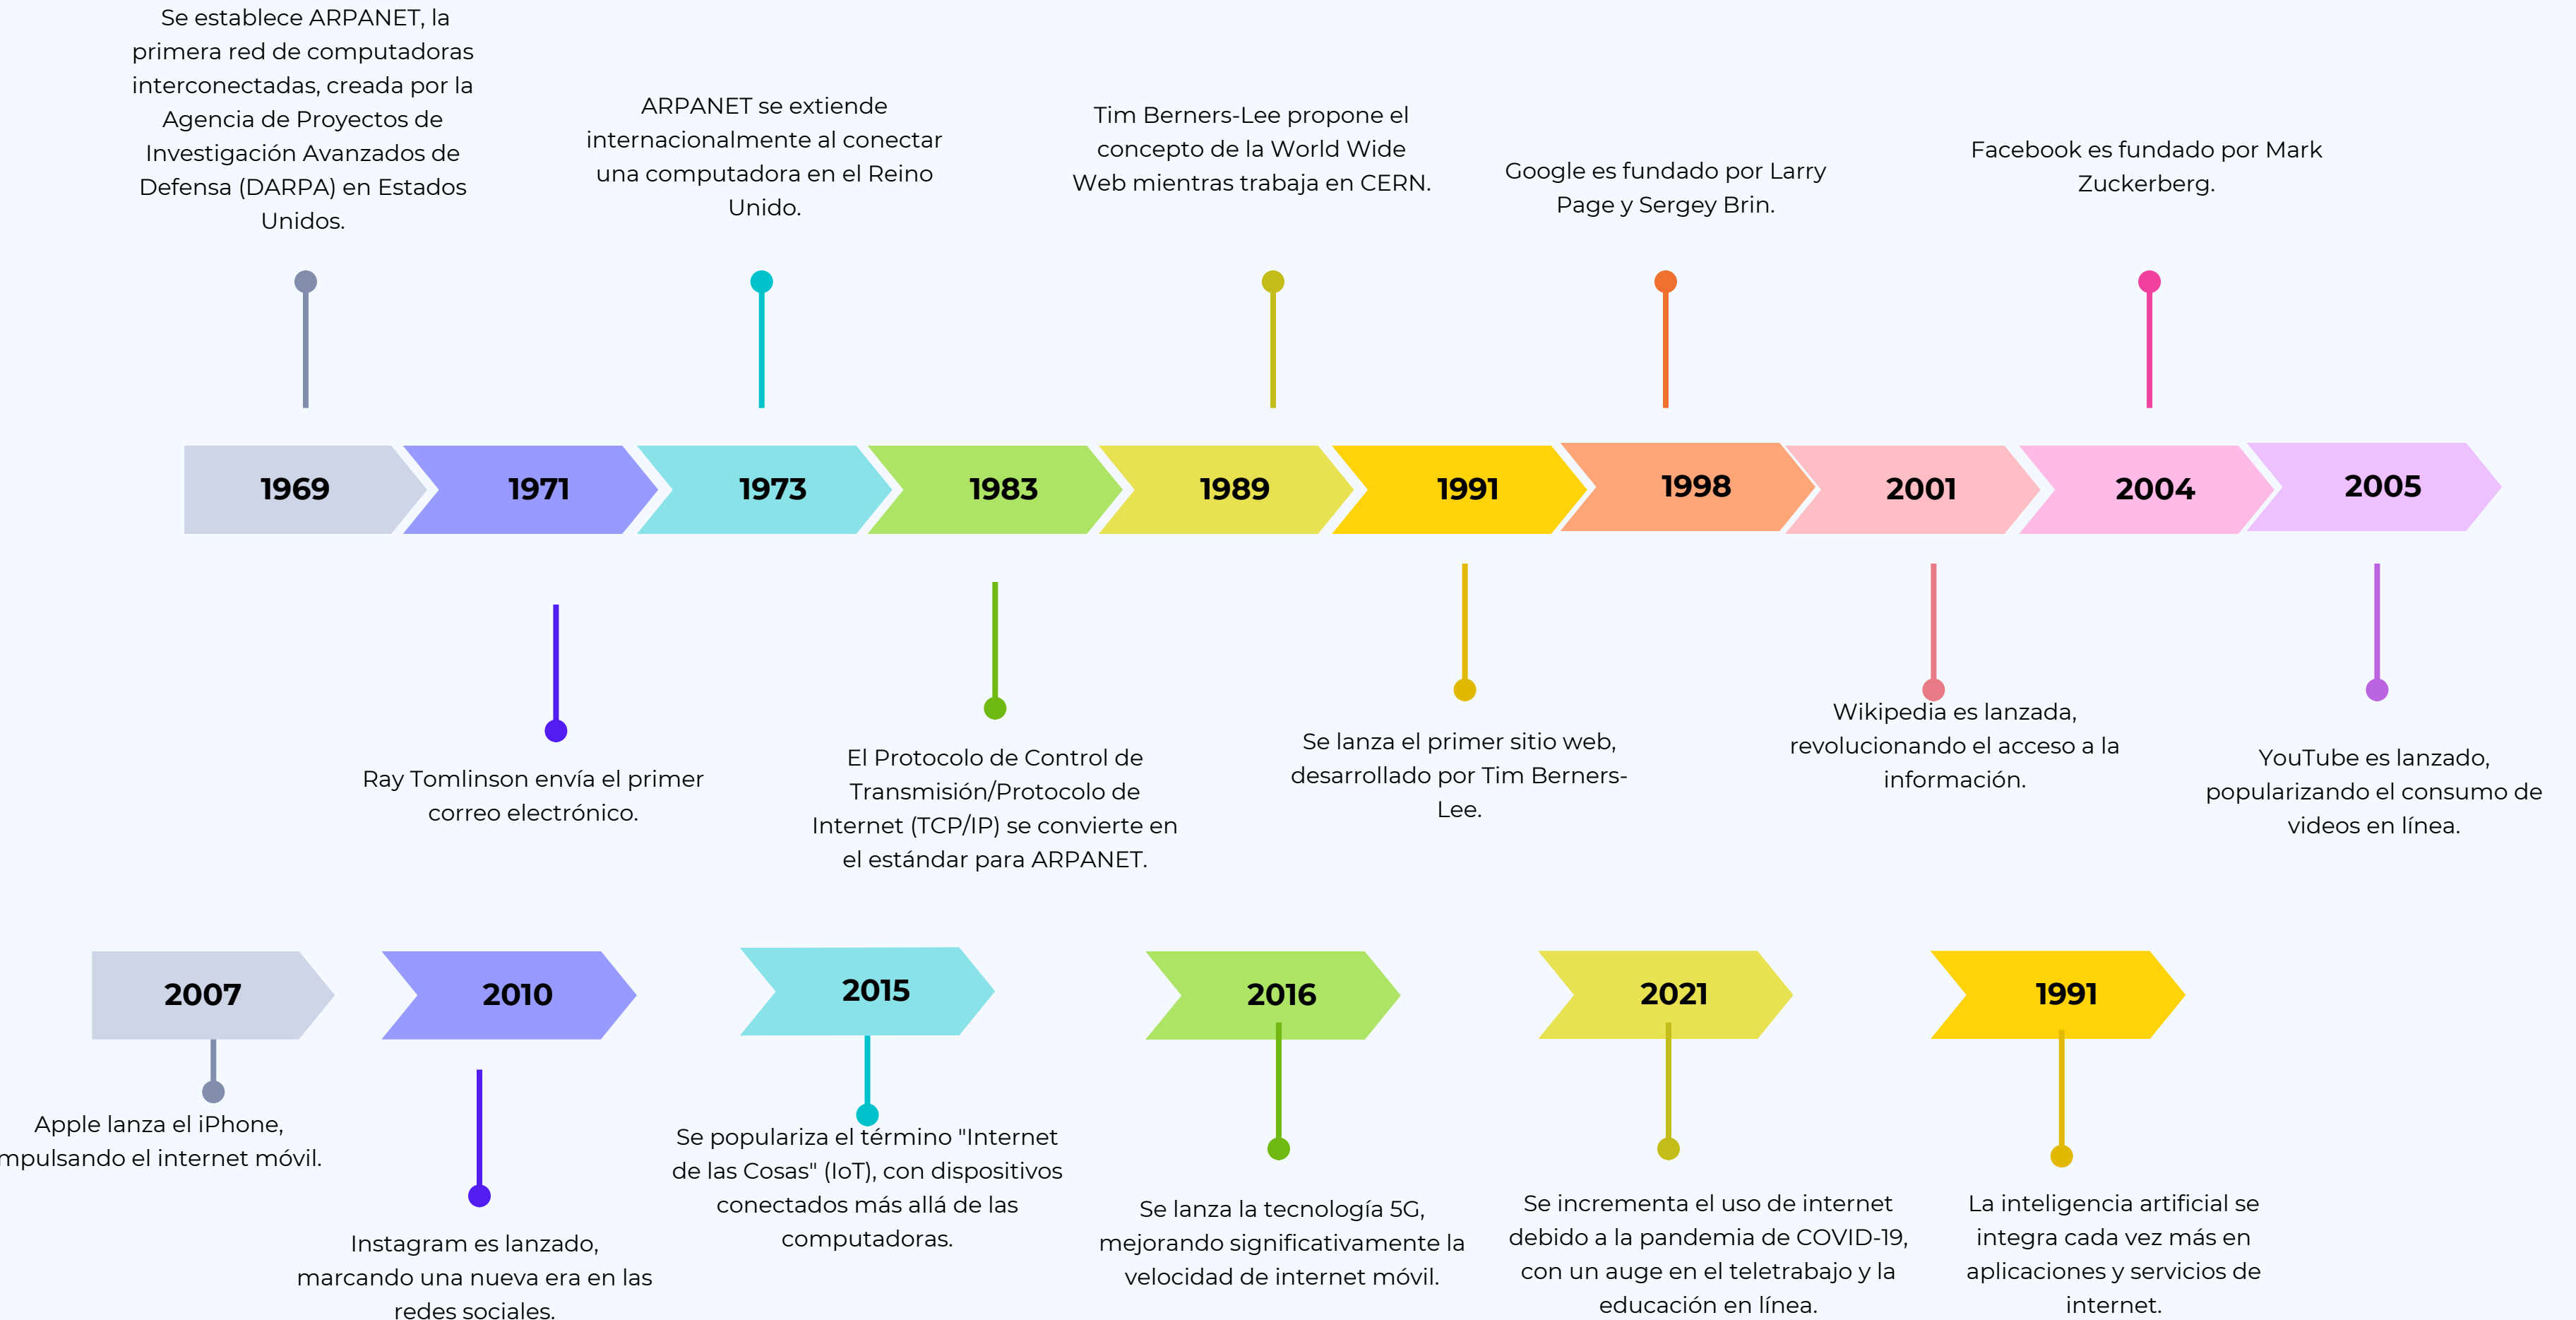 Se establece ARPANET, la
primera red de computadoras
interconectadas, creada por la
Agencia de Proyectos de
Investigación Avanzados de
Defensa (DARPA) en Estados
Unidos.
ARPANET se extiende
internacionalmente al conectar
una computadora en el Reino
Unido.
Tim Berners-Lee propone el
concepto de la World Wide
Web mientras trabaja en CERN.
Google es fundado por Larry
Page y Sergey Brin.
Facebook es fundado por Mark
Zuckerberg.
1969
1971
1973
1983
1989
1991
1998
2001
2004
2005
Ray Tomlinson envía el primer
correo electrónico.
El Protocolo de Control de
Transmisión/Protocolo de
Internet (TCP/IP) se convierte en
el estándar para ARPANET.
Se lanza el primer sitio web,
desarrollado por Tim Berners-
Lee.
Wikipedia es lanzada,
revolucionando el acceso a la
información.
YouTube es lanzado,
popularizando el consumo de
videos en línea.
2007
2010
2015
2016
2021
1991
Apple lanza el iPhone,
mpulsando el internet móvil.
Instagram es lanzado,
marcando una nueva era en las
redes sociales.
Se populariza el término "Internet
de las Cosas" (IoT), con dispositivos
conectados más allá de las
computadoras.
Se lanza la tecnología 5G,
mejorando significativamente la
velocidad de internet móvil.
Se incrementa el uso de internet
debido a la pandemia de COVID-19,
con un auge en el teletrabajo y la
educación en línea.
La inteligencia artificial se
integra cada vez más en
aplicaciones y servicios de
internet.